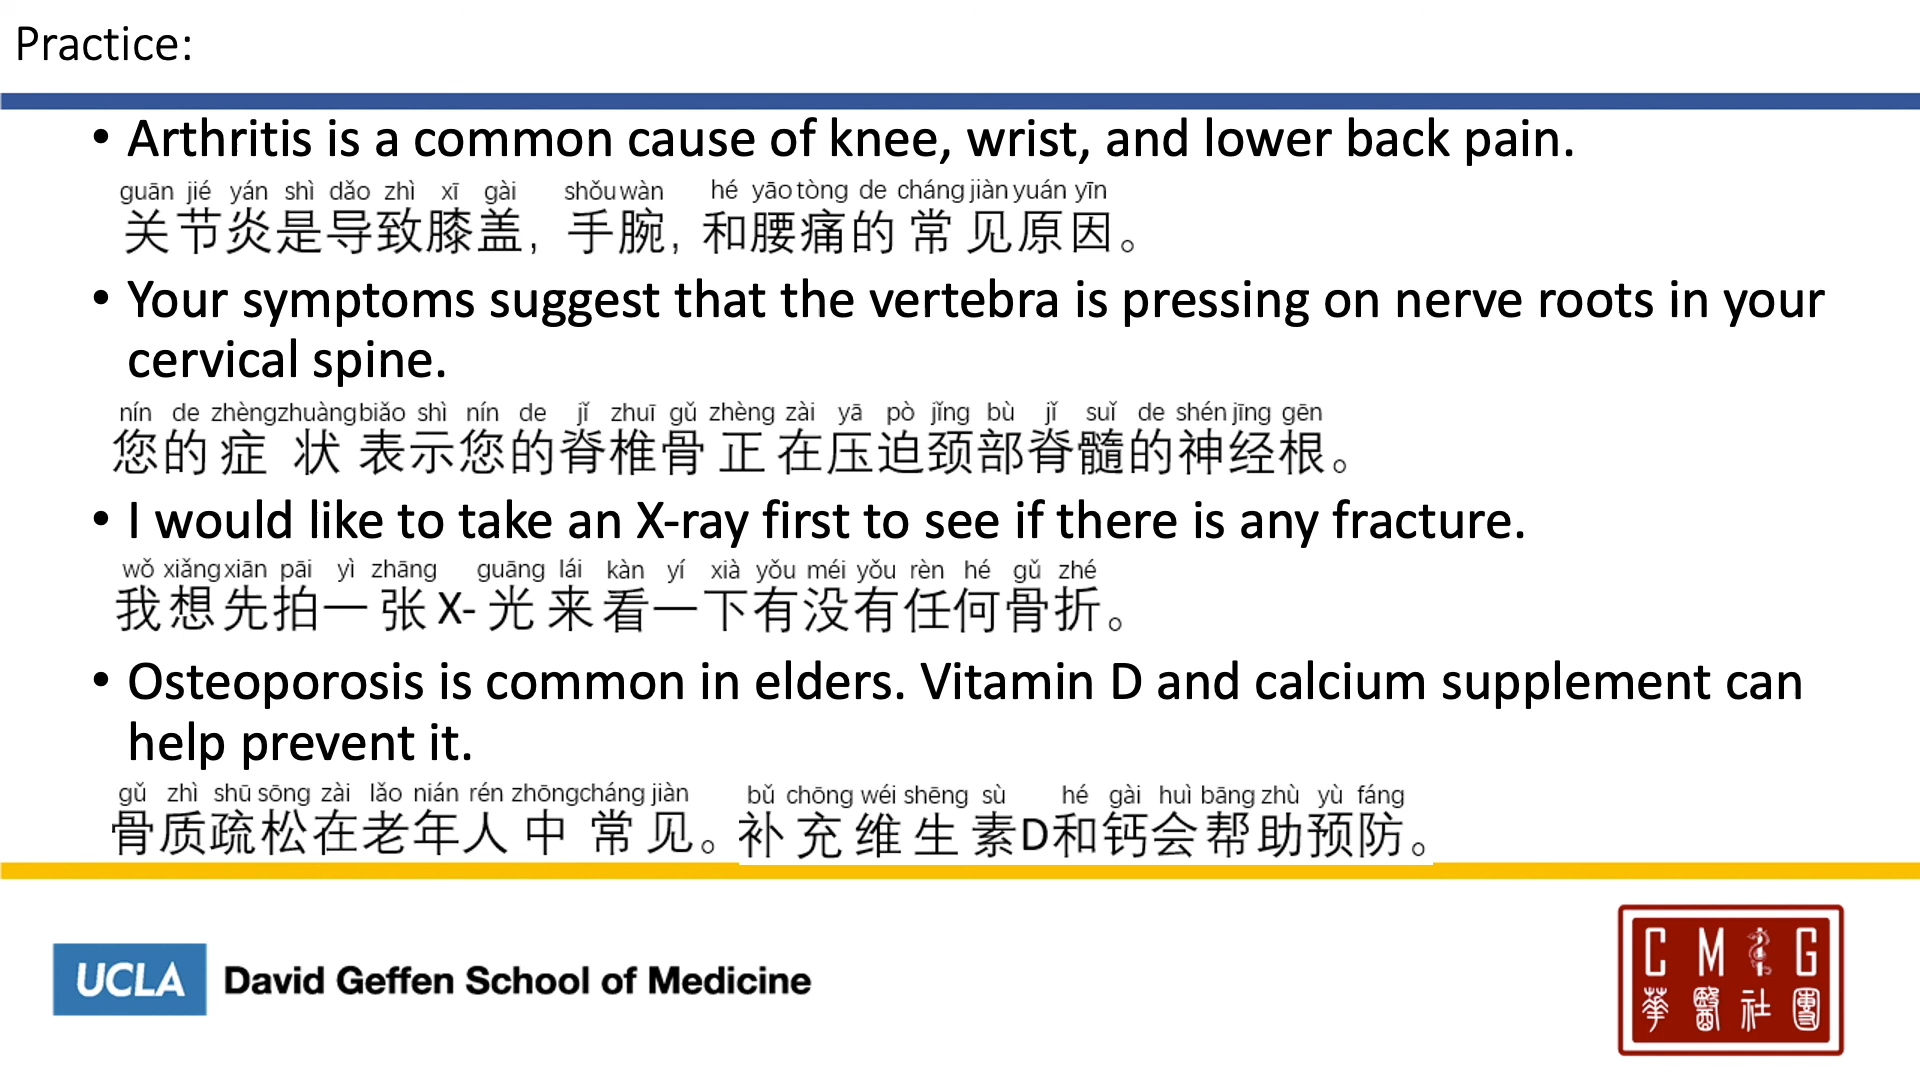 Practice:
• Arthritis is a common cause of knee, wrist, and lower back pain.
guān jié yán shì dǎo zhì xī gài shǒu wàn hé yāo tòng de cháng jiàn yuán yīn
关节炎是导致膝盖, 手腕, 和腰痛的常见原因。
• Your symptoms suggest that the vertebra is pressing on nerve roots in your
cervical spine.
nín de zhèng zhuàng biǎo shì nín de jǐ zhuī gǔ zhèng zài yā pò jǐng bù jǐ suǐ de shén jīng gēn
您的症状表示您的脊椎骨正在压迫颈部脊髓的神经根。
• I would like to take an X-ray first to see if there is any fracture.
wǒ xiǎng xiān pāi yì zhāng guāng lái kàn yí xià yǒu méi yǒu rèn hé gǔ zhé
我想先拍一张X-光来看一下有没有任何骨折。
• Osteoporosis is common in elders. Vitamin D and calcium supplement can
help prevent it.
gǔ zhì shū sōng zài lǎo nián rén zhōng cháng jiàn bǔ chōng wéi shēng sù hé gài huì bāng zhù yù fáng
骨质疏松在老年人中常见。补充维生素D和钙会帮助预防。
UCLA David Geffen School of Medicine
CMG
華醫社團